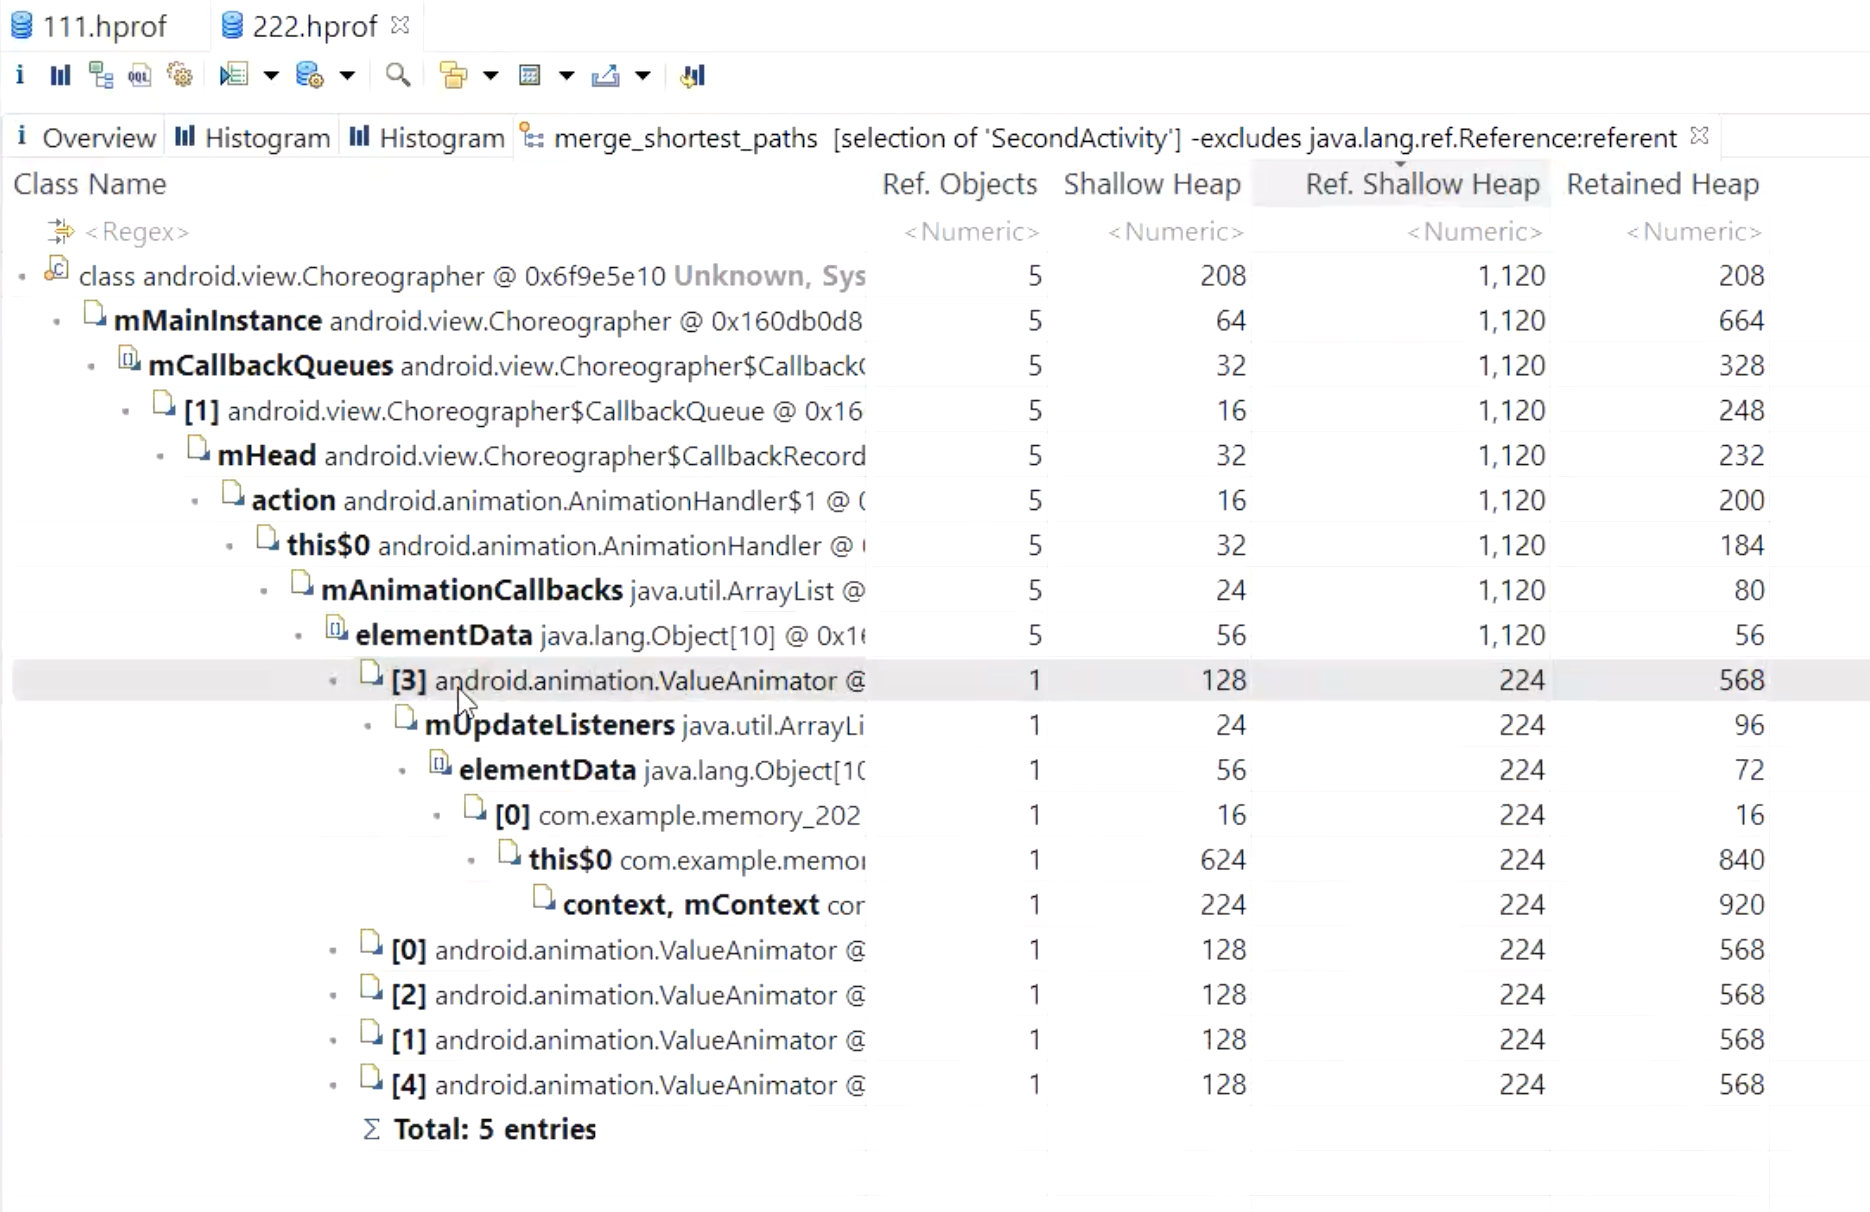 111.hprof 222.hprof
i Overview Histogram Histogram merge_shortest_paths [selection of 'SecondActivity'] -excludes java.lang.ref.Reference:referent
Class Name Ref. Objects Shallow Heap Ref. Shallow Heap Retained Heap
<Regex> <Numeric> <Numeric> <Numeric> <Numeric>
class android.view.Choreographer @ 0x6f9e5e10 Unknown, Sys 5 208 1,120 208
mMainInstance android.view.Choreographer @ 0x160db0d8 5 64 1,120 664
mCallbackQueues android.view.Choreographer$Callback 5 32 1,120 328
[1] android.view.Choreographer$CallbackQueue @ 0x16 5 16 1,120 248
mHead android.view.Choreographer$CallbackRecord 5 32 1,120 232
action android.animation.AnimationHandler$1 @ 5 16 1,120 200
this$0 android.animation.AnimationHandler @ 5 32 1,120 184
mAnimationCallbacks java.util.ArrayList @ 5 24 1,120 80
elementData java.lang.Object[10] @ 0x1 5 56 1,120 56
[3] android.animation.ValueAnimator @ 1 128 224 568
mUpdateListeners java.util.ArrayLi 1 24 224 96
elementData java.lang.Object[10 1 56 224 72
[0] com.example.memory_202 1 16 224 16
this$0 com.example.memo 1 624 224 840
context, mContext co 1 224 224 920
[0] android.animation.ValueAnimator @ 1 128 224 568
[2] android.animation.ValueAnimator @ 1 128 224 568
[1] android.animation.ValueAnimator @ 1 128 224 568
[4] android.animation.ValueAnimator @ 1 128 224 568
Σ Total: 5 entries